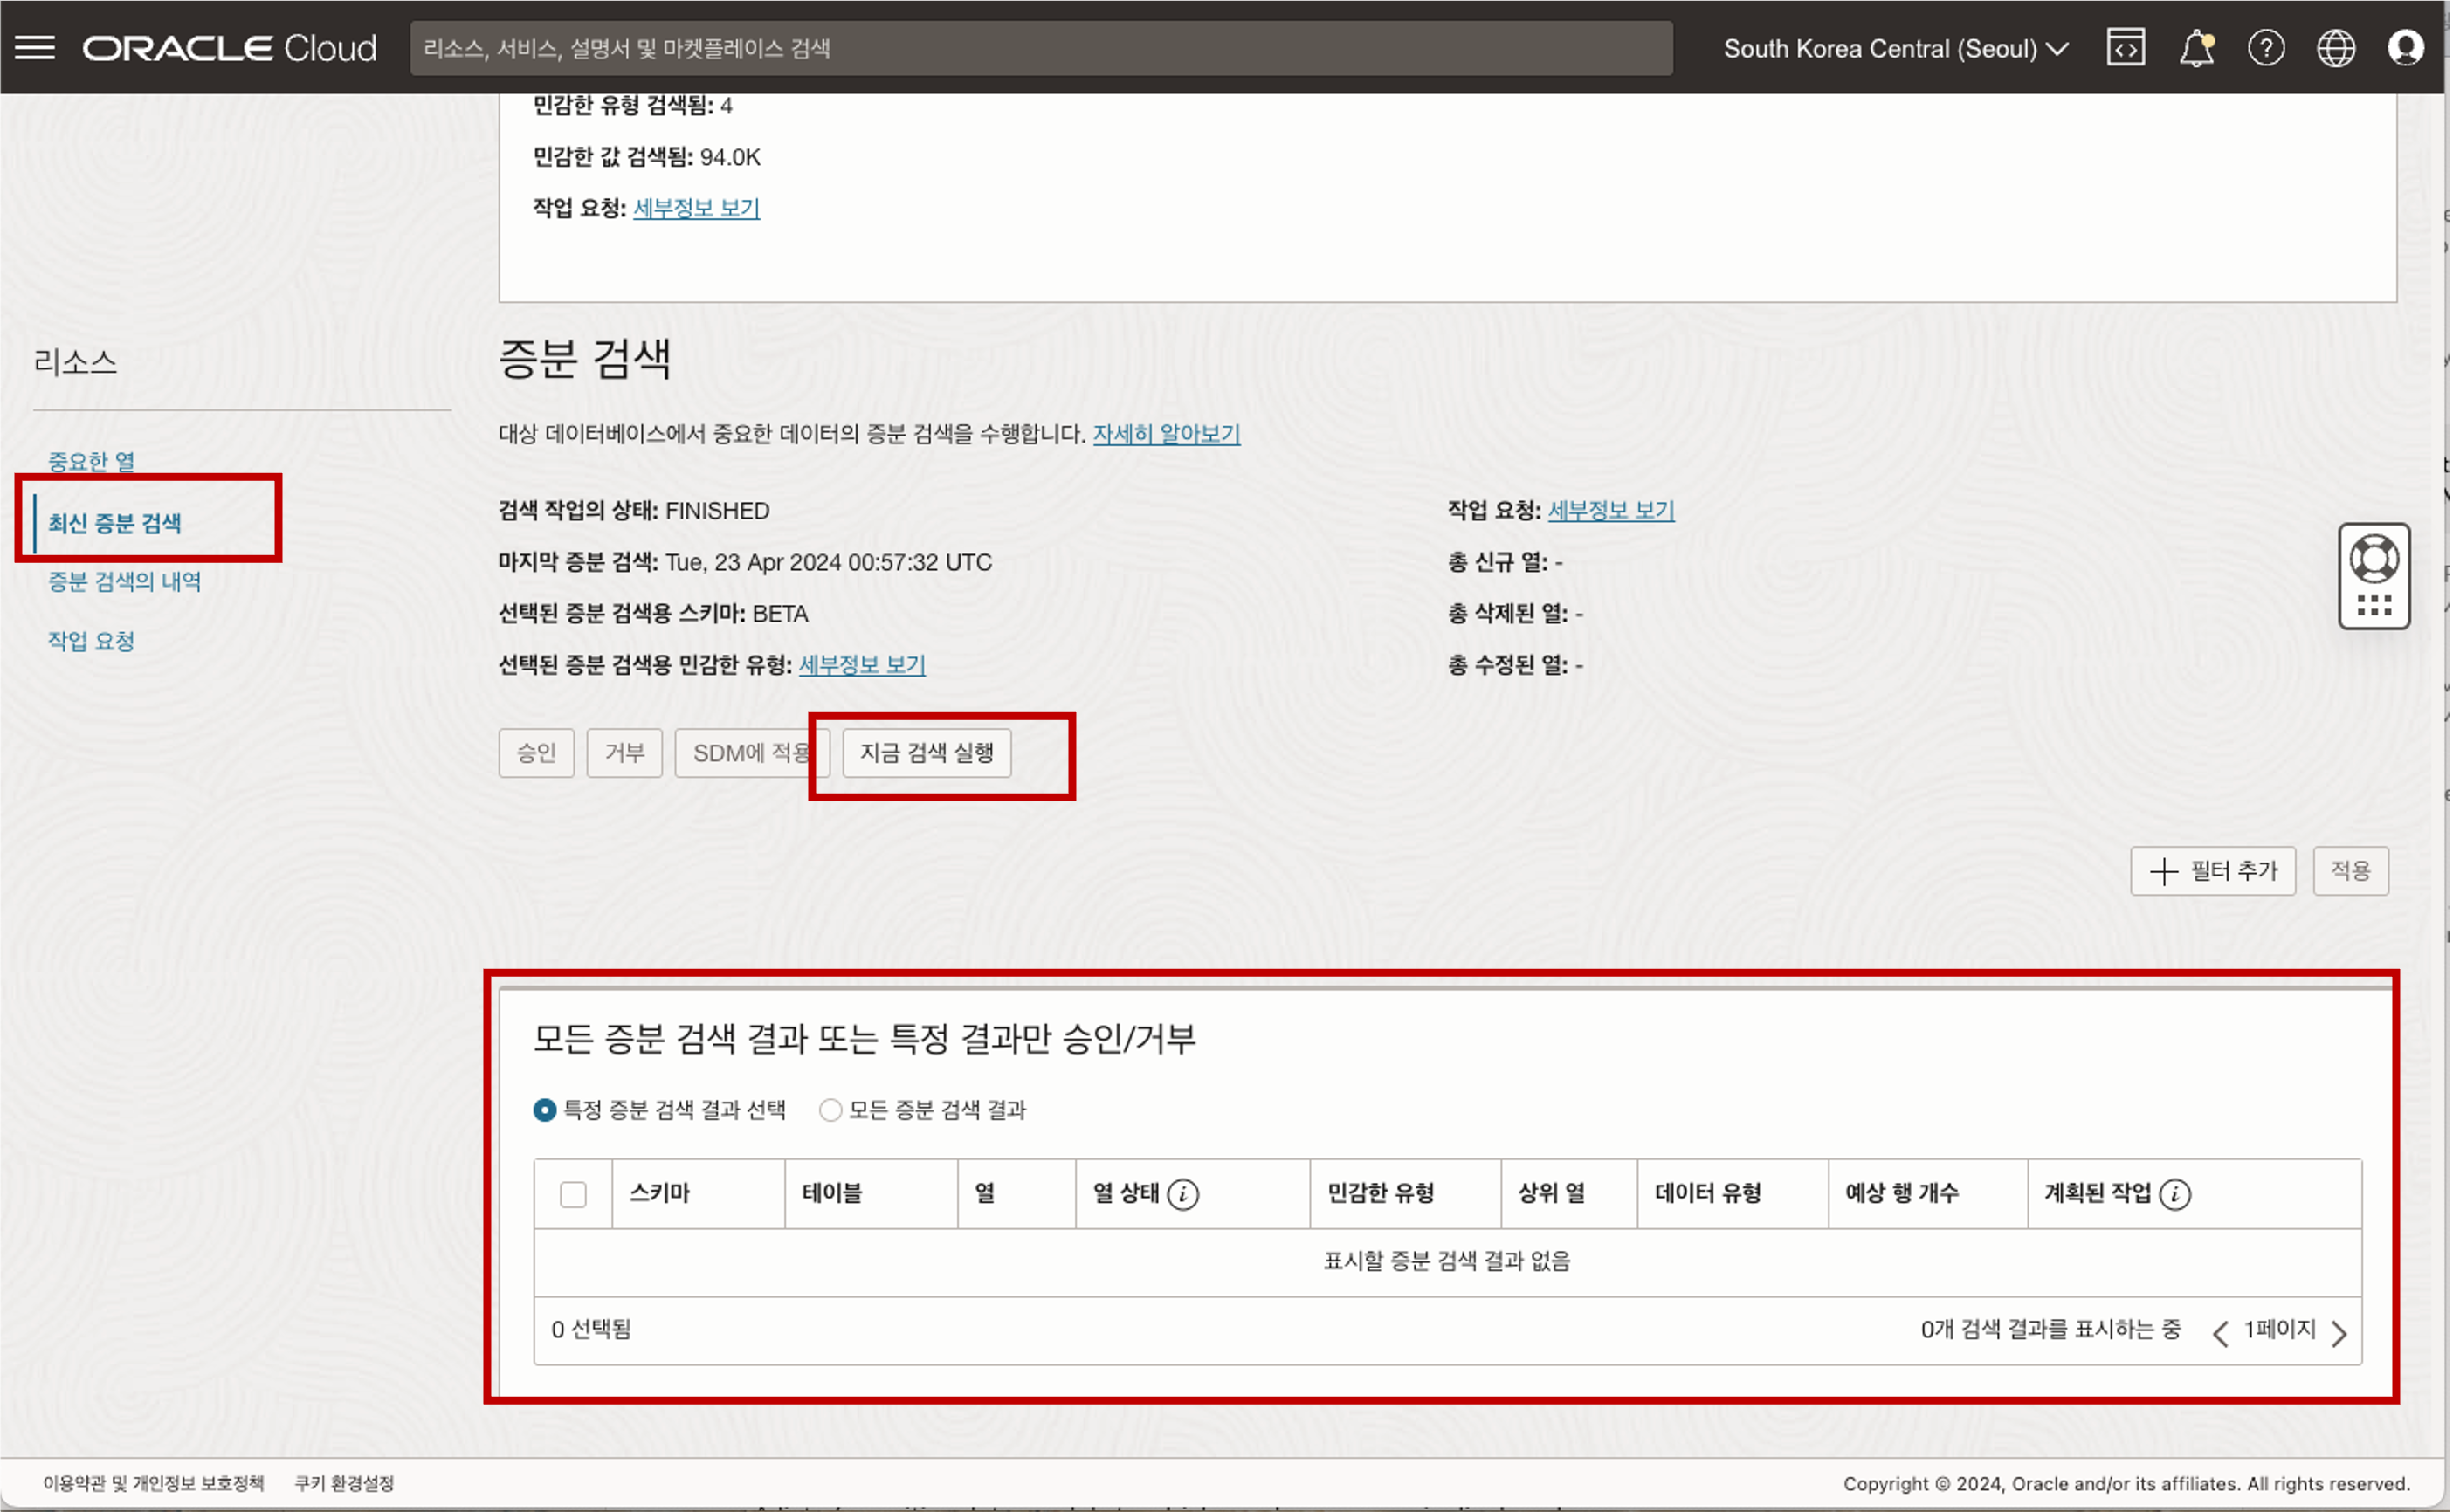 ORACLE Cloud
리소스, 서비스, 설명서 및 마켓플레이스 검색
South Korea Central (Seoul)
민감한 유형 검색됨: 4
민감한 값 검색됨: 94.0K
작업 요청: 세부정보 보기
리소스
중요한 열
최신 증분 검색
증분 검색의 내역
작업 요청
증분 검색
대상 데이터베이스에서 중요한 데이터의 증분 검색을 수행합니다. 자세히 알아보기
검색 작업의 상태: FINISHED
마지막 증분 검색: Tue, 23 Apr 2024 00:57:32 UTC
선택된 증분 검색용 스키마: BETA
선택된 증분 검색용 민감한 유형: 세부정보 보기
작업 요청: 세부정보 보기
총 신규 열: -
총 삭제된 열: -
총 수정된 열: -
승인 거부 SDM에 적용 지금 검색 실행
필터 추가 적용
모든 증분 검색 결과 또는 특정 결과만 승인/거부
특정 증분 검색 결과 선택 모든 증분 검색 결과
스키마 테이블 열 열 상태 민감한 유형 상위 열 데이터 유형 예상 행 개수 계획된 작업
표시할 증분 검색 결과 없음
0 선택됨 0개 검색 결과를 표시하는 중 1페이지
이용약관 및 개인정보 보호정책 쿠키 환경설정 Copyright © 2024, Oracle and/or its affiliates. All rights reserved.